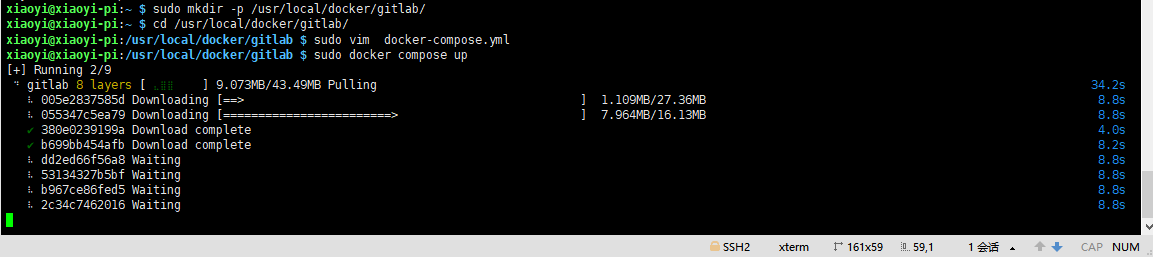 xiaoyi@xiaoyi-pi:~ $ sudo mkdir -p /usr/local/docker/gitlab/
xiaoyi@xiaoyi-pi:~ $ cd /usr/local/docker/gitlab/
xiaoyi@xiaoyi-pi:/usr/local/docker/gitlab $ sudo vim  docker-compose.yml
xiaoyi@xiaoyi-pi:/usr/local/docker/gitlab $ sudo docker compose up
[+] Running 2/9
gitlab 8 layers [ ⣄⣿⣿    ] 9.073MB/43.49MB Pulling 34.2s
005e2837585d Downloading [==> ] 1.109MB/27.36MB 8.8s
055347c5ea79 Downloading [========================> ] 7.964MB/16.13MB 8.8s
✔ 380e0239199a Download complete 4.0s
✔ b699bb454afb Download complete 8.2s
dd2ed66f56a8 Waiting 8.8s
53134327b5bf Waiting 8.8s
b967ce86fed5 Waiting 8.8s
2c34c7462016 Waiting 8.8s
SSH2 xterm 161x59 59,1 1 会话 CAP NUM